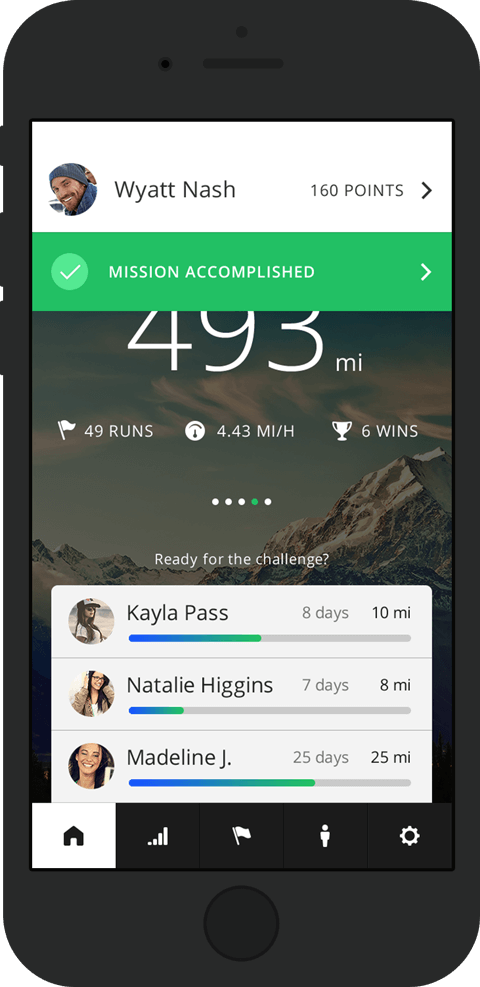 Wyatt Nash 160 POINTS
MISSION ACCOMPLISHED
493 mi
49 RUNS 4.43 MI/H 6 WINS
Ready for the challenge?
Kayla Pass 8 days 10 mi
Natalie Higgins 7 days 8 mi
Madeline J. 25 days 25 mi